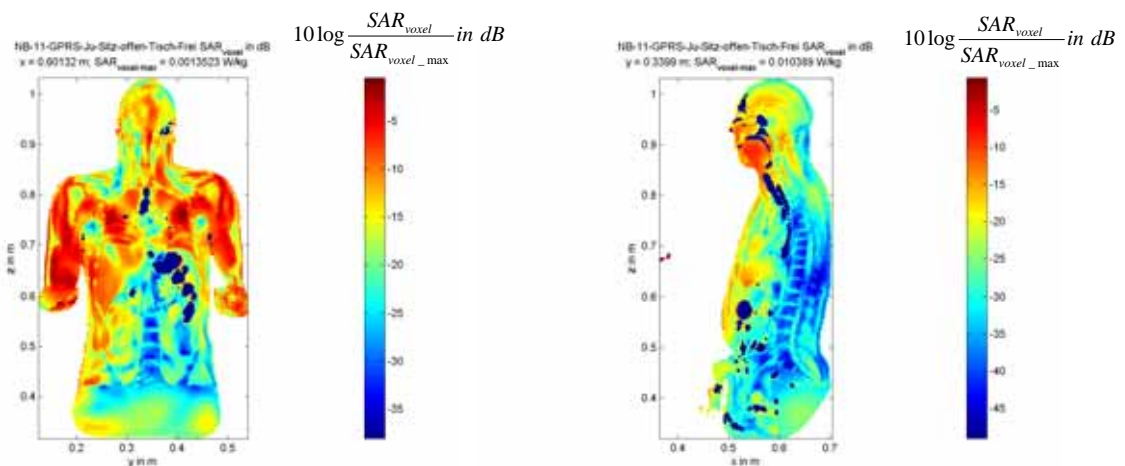 10 log SAR_voxel / SAR_voxel_max in dB
NB-11-GPRS-Ju-Sitz-offen-Tisch-Frei SAR_voxel in dB
x = 0.60132 m; SAR_voxel-max = 0.0013523 W/kg
1
0.9
0.8
0.7
0.6
0.5
0.4
z in m
0.2 0.3 0.4 0.5
y in m
-5
-10
-15
-20
-25
-30
-35
10 log SAR_voxel / SAR_voxel_max in dB
NB-11-GPRS-Ju-Sitz-offen-Tisch-Frei SAR_voxel in dB
y = 0.3399 m; SAR_voxel-max = 0.010389 W/kg
1
0.9
0.8
0.7
0.6
0.5
0.4
z in m
0.4 0.5 0.6 0.7
x in m
-5
-10
-15
-20
-25
-30
-35
-40
-45